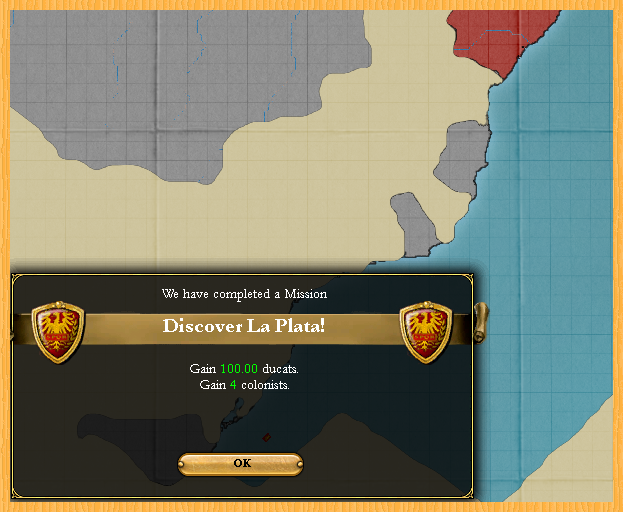 We have completed a Mission
Discover La Plata!
Gain 100.00 ducats.
Gain 4 colonists.
OK